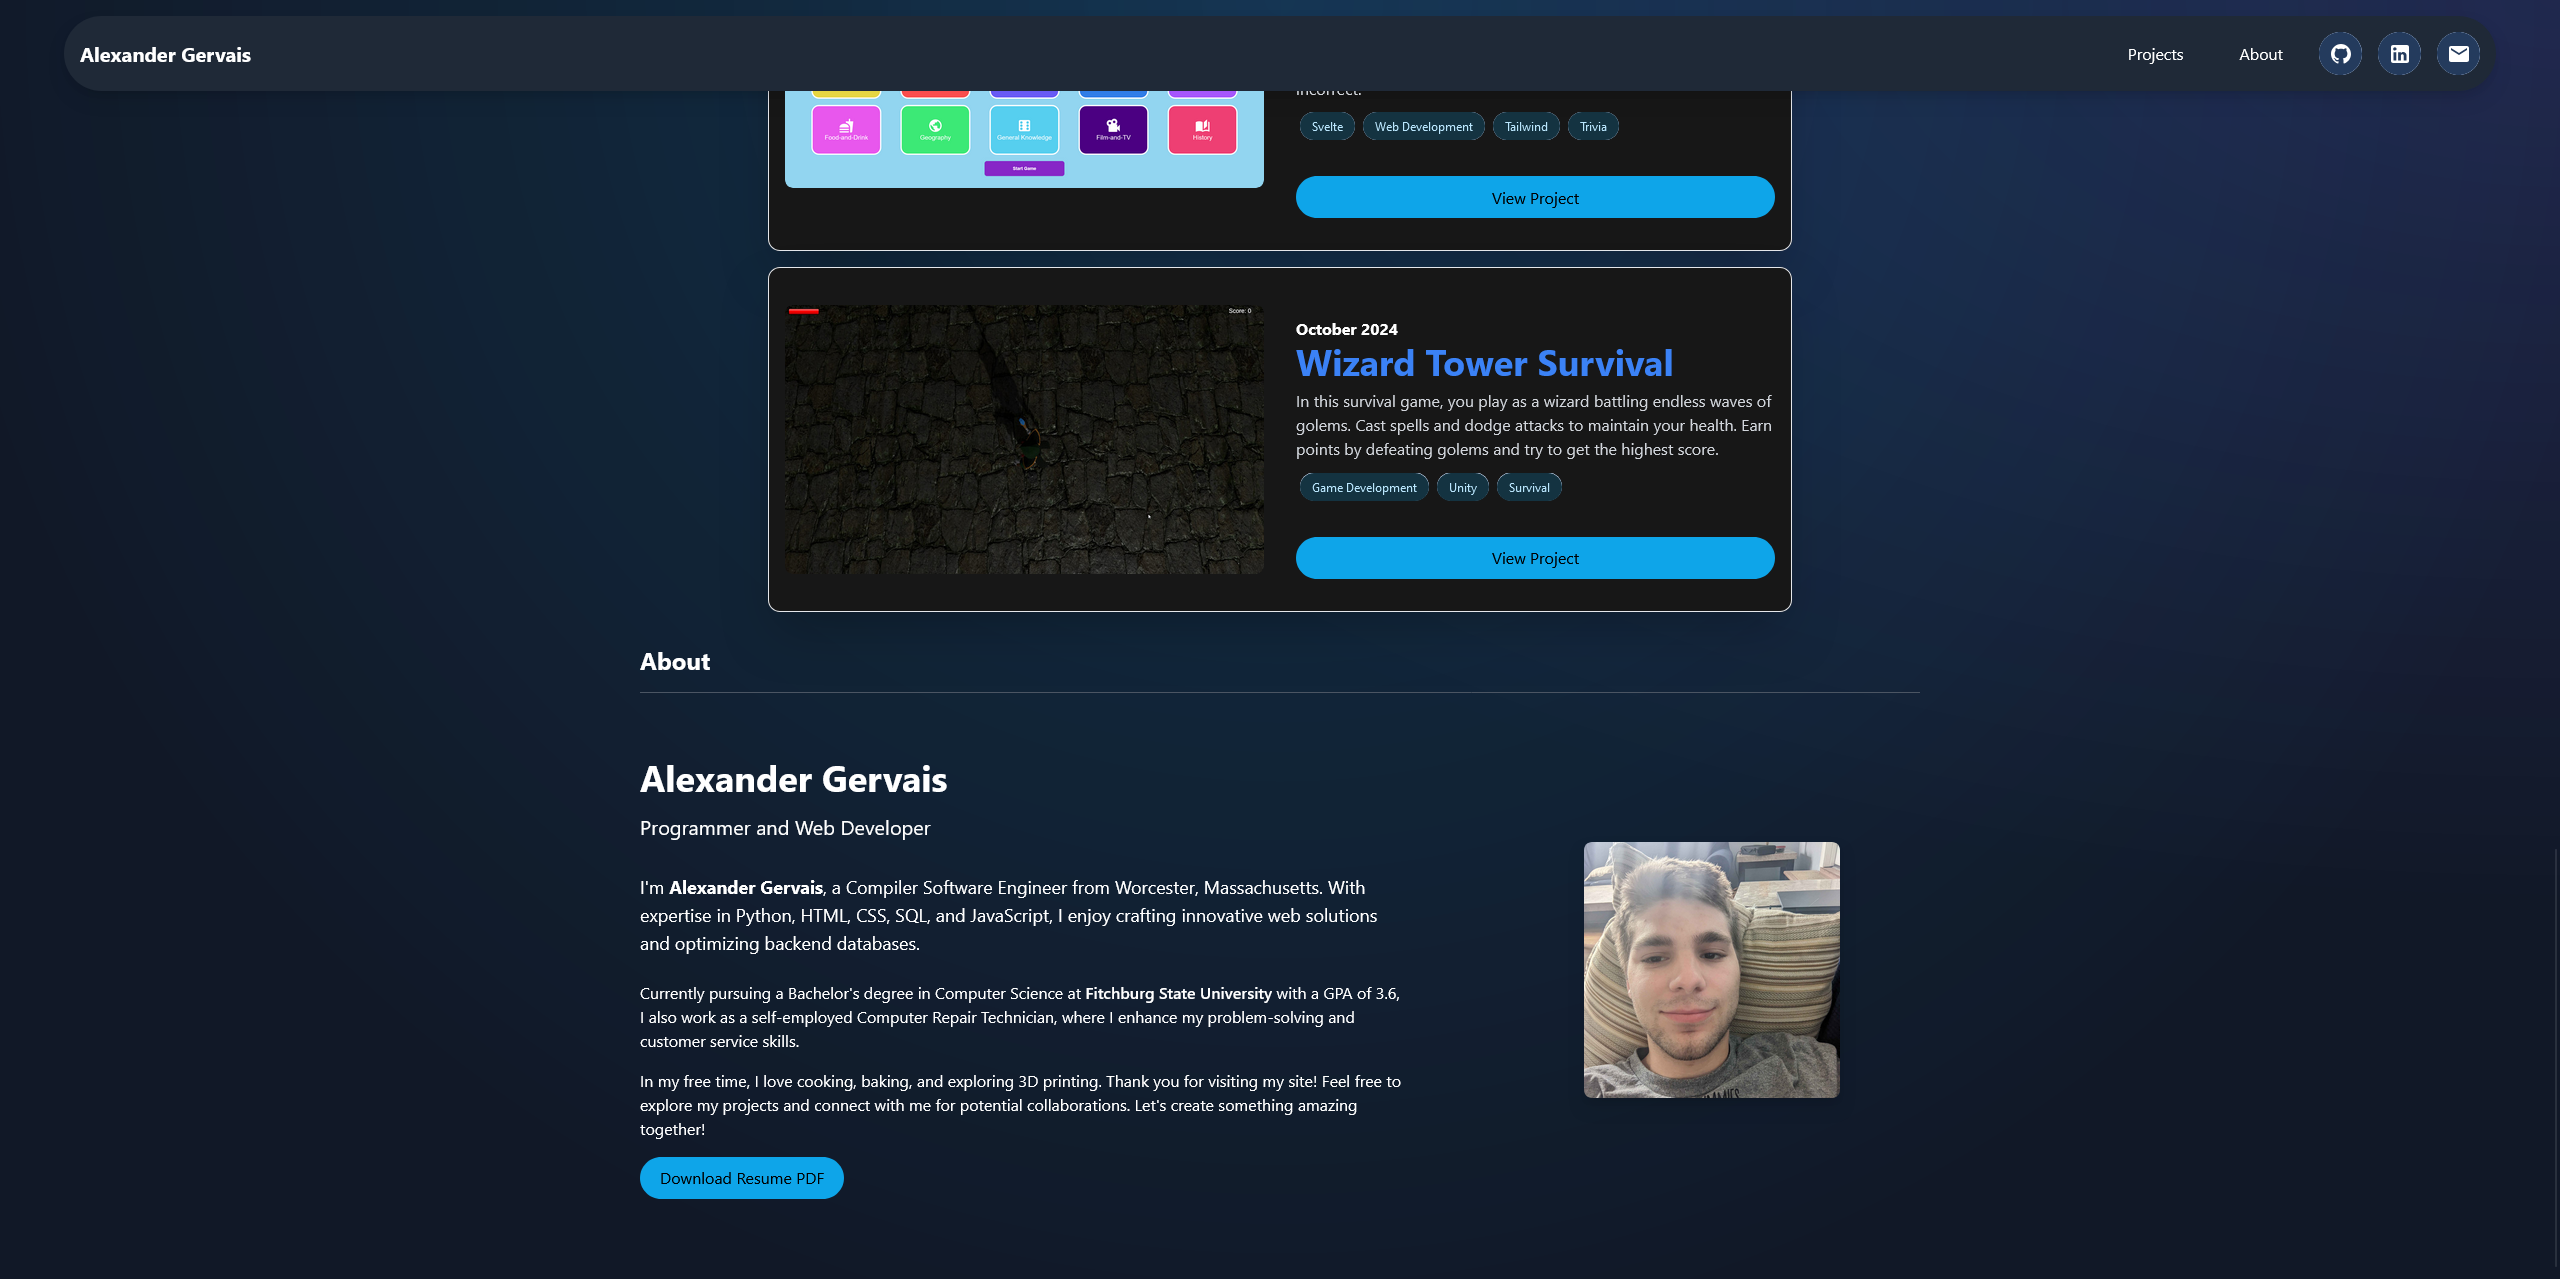 Alexander Gervais
Projects
About
incorrect.
Food-and-Drink
Geography
General Knowledge
Film-and-TV
History
Start Game
Svelte
Web Development
Tailwind
Trivia
View Project
Score: 0
October 2024
Wizard Tower Survival
In this survival game, you play as a wizard battling endless waves of
golems. Cast spells and dodge attacks to maintain your health. Earn
points by defeating golems and try to get the highest score.
Game Development
Unity
Survival
View Project
About
Alexander Gervais
Programmer and Web Developer
I'm Alexander Gervais, a Compiler Software Engineer from Worcester, Massachusetts. With
expertise in Python, HTML, CSS, SQL, and JavaScript, I enjoy crafting innovative web solutions
and optimizing backend databases.
Currently pursuing a Bachelor's degree in Computer Science at Fitchburg State University with a GPA of 3.6,
I also work as a self-employed Computer Repair Technician, where I enhance my problem-solving and
customer service skills.
In my free time, I love cooking, baking, and exploring 3D printing. Thank you for visiting my site! Feel free to
explore my projects and connect with me for potential collaborations. Let's create something amazing
together!
Download Resume PDF